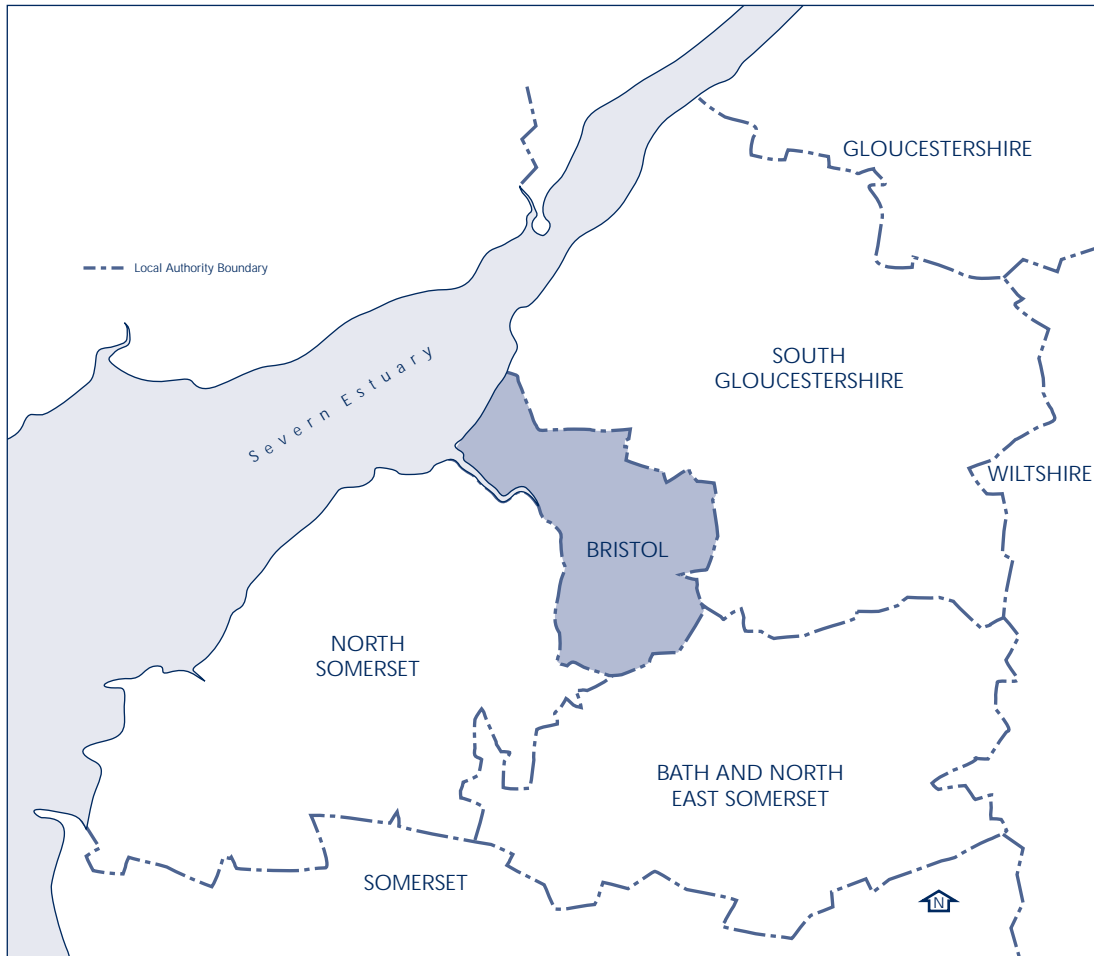 GLOUCESTERSHIRE
Local Authority Boundary
Severn Estuary
SOUTH
GLOUCESTERSHIRE
WILTSHIRE
BRISTOL
NORTH
SOMERSET
BATH AND NORTH
EAST SOMERSET
SOMERSET
N